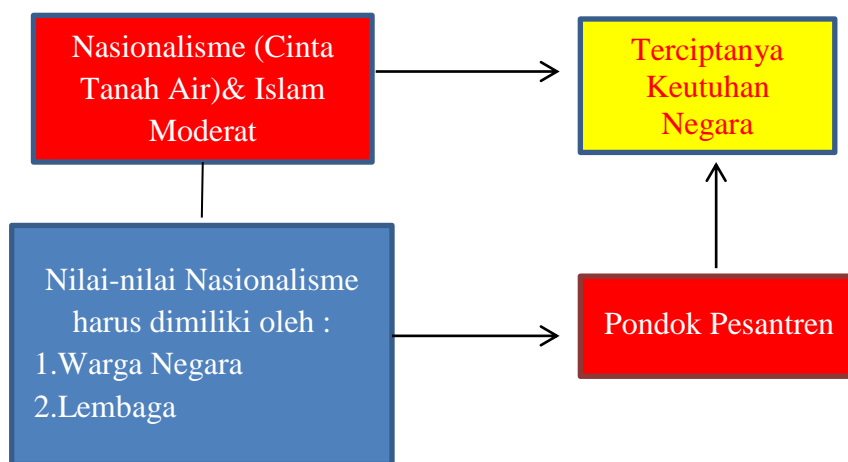 Nasionalisme (Cinta
Tanah Air)& Islam
Moderat
Terciptanya
Keutuhan
Negara
Nilai-nilai Nasionalisme
harus dimiliki oleh :
1.Warga Negara
2.Lembaga
Pondok Pesantren